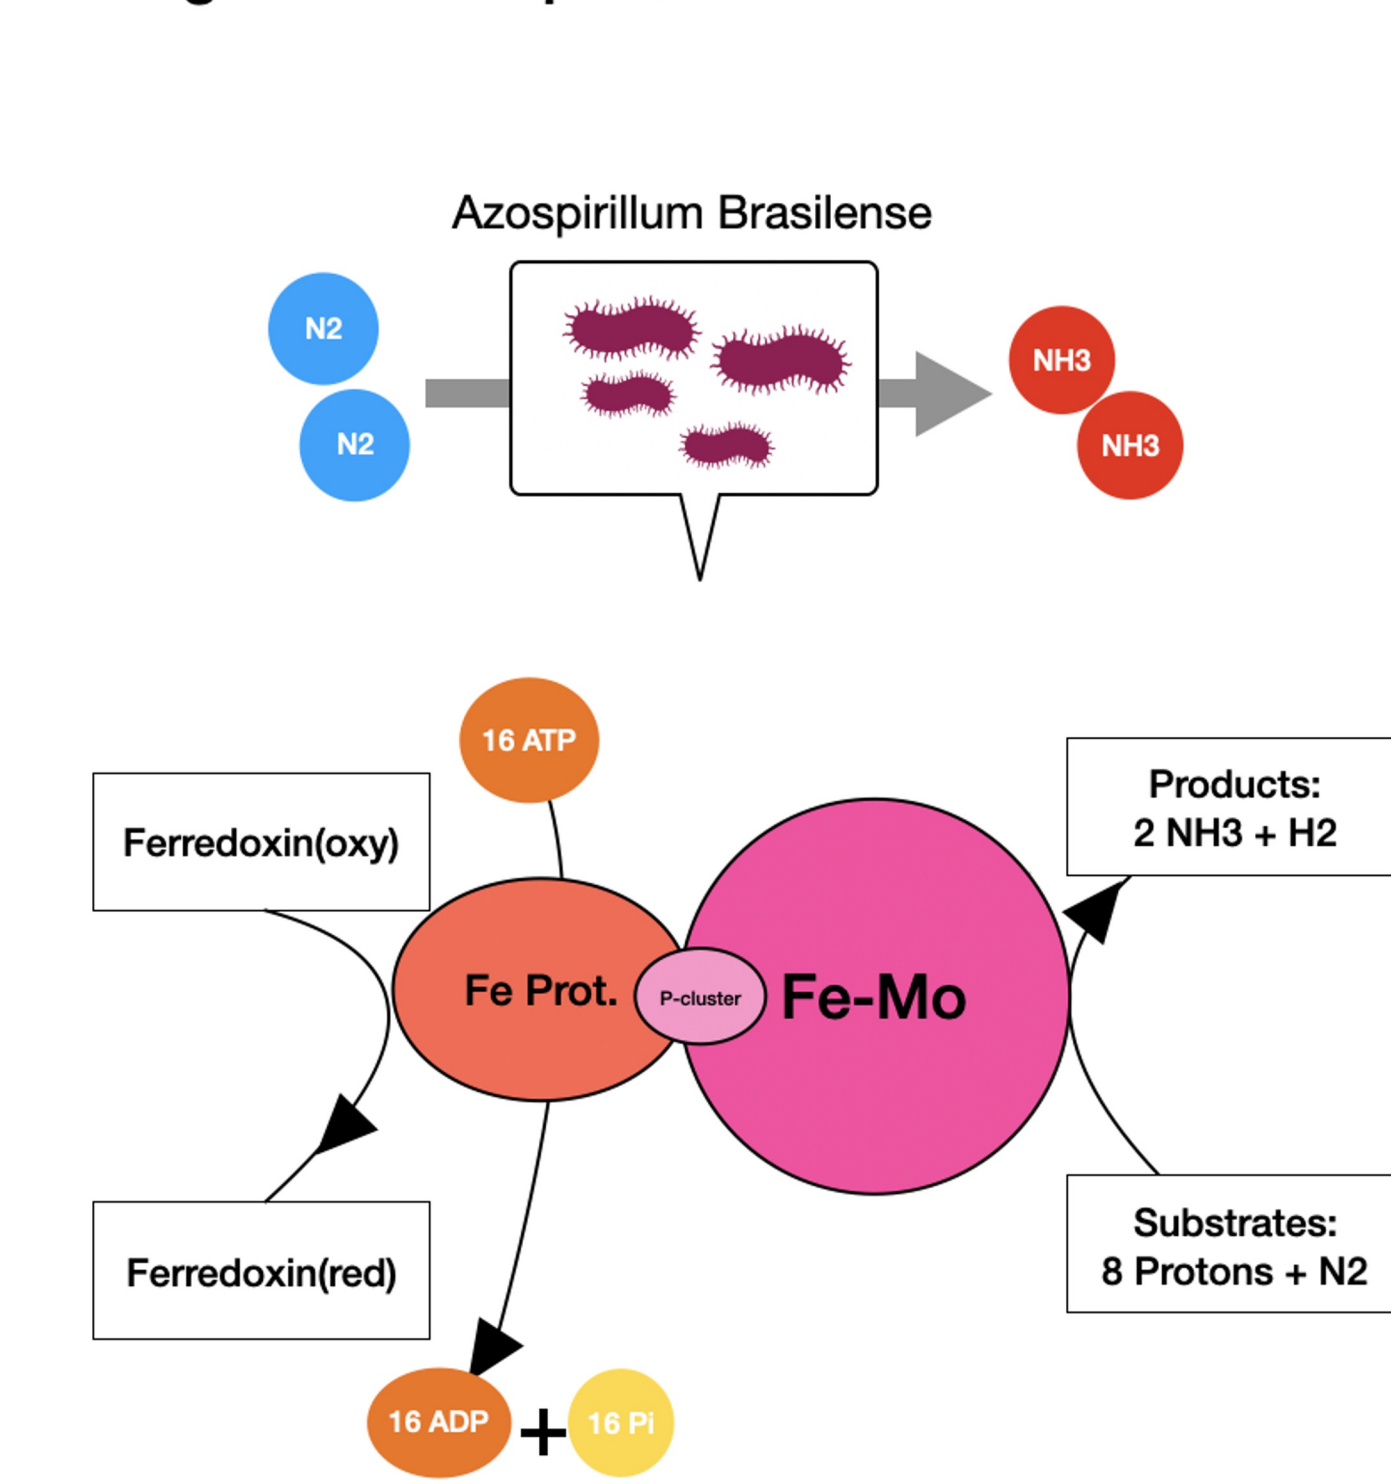 Azospirillum Brasilense
N2
N2
NH3
NH3
16 ATP
Ferredoxin(oxy)
Products:
2 NH3 + H2
Fe Prot.
P-cluster
Fe-Mo
Ferredoxin(red)
Substrates:
8 Protons + N2
16 ADP
+
16 Pi